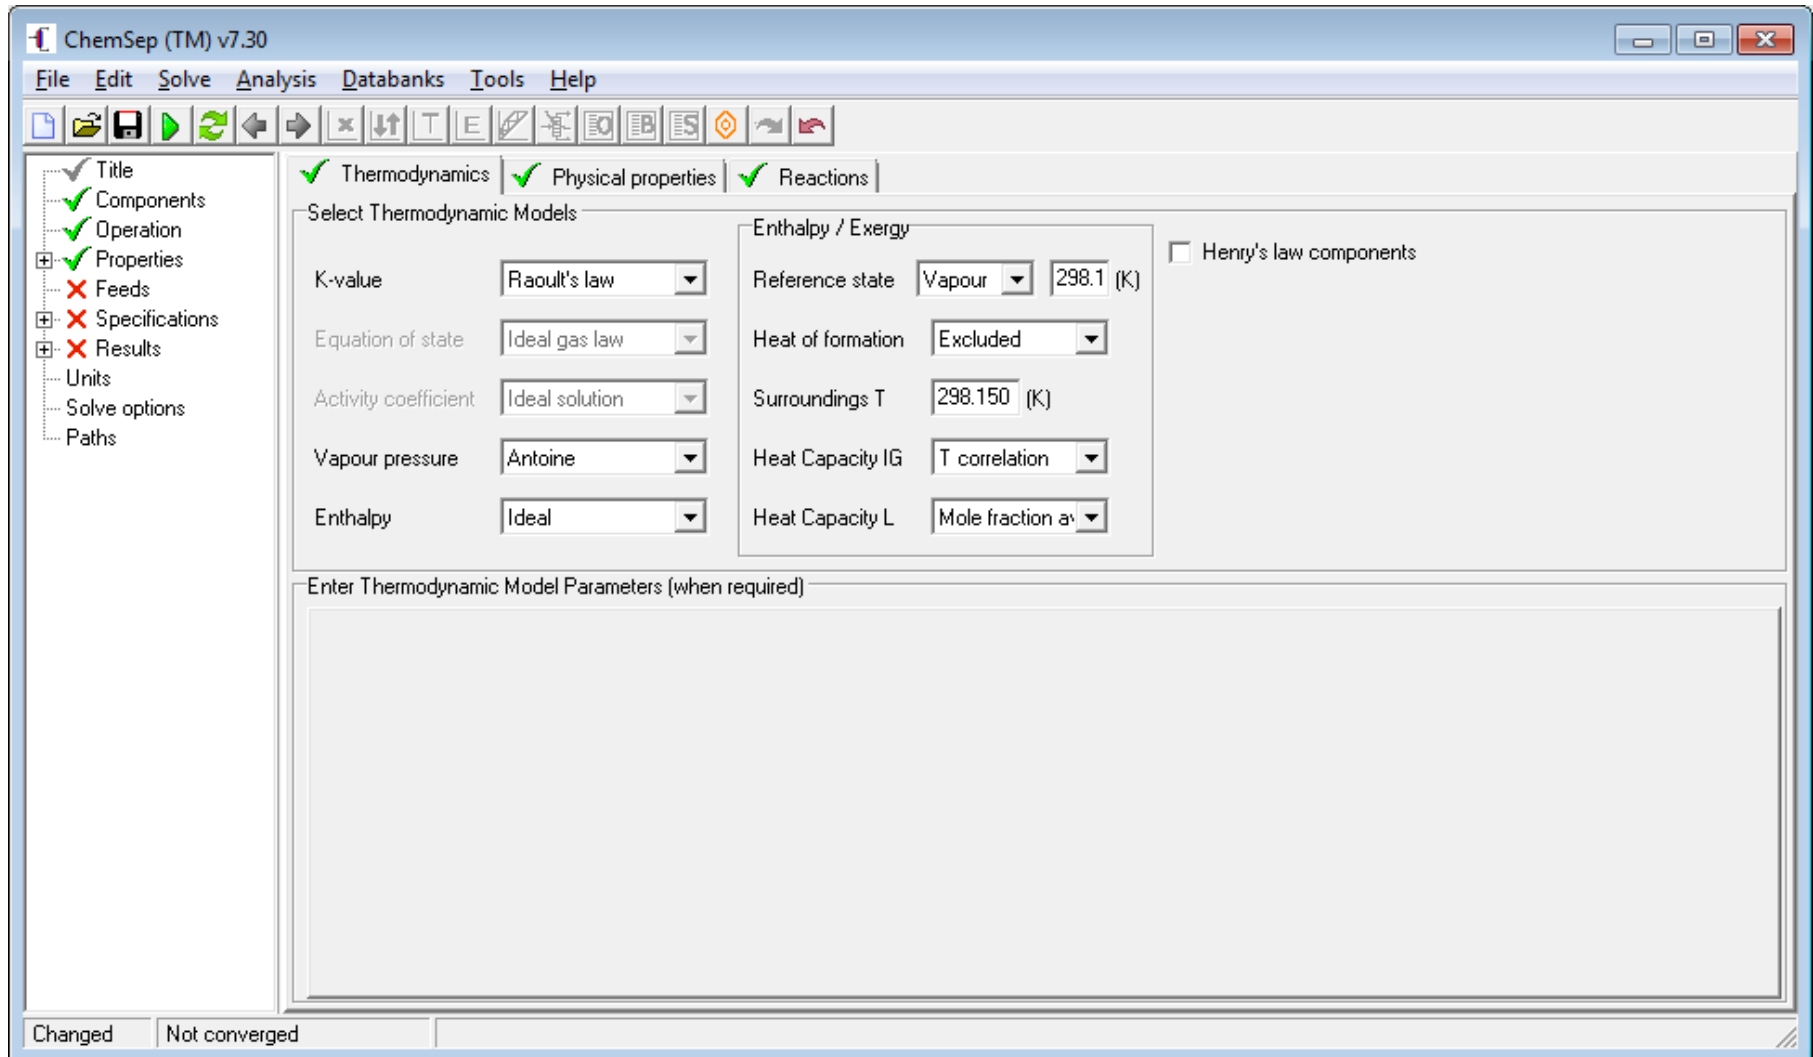 ChemSep (TM) v7.30
File Edit Solve Analysis Databanks Tools Help
T E O B S
Title
Components
Operation
Properties
Feeds
Specifications
Results
Units
Solve options
Paths
Thermodynamics Physical properties Reactions
Select Thermodynamic Models
K-value Raoult's law
Equation of state Ideal gas law
Activity coefficient Ideal solution
Vapour pressure Antoine
Enthalpy Ideal
Enthalpy / Exergy
Reference state Vapour 298.1 (K)
Heat of formation Excluded
Surroundings T 298.150 (K)
Heat Capacity IG T correlation
Heat Capacity L Mole fraction
Henry's law components
Enter Thermodynamic Model Parameters (when required)
Changed Not converged